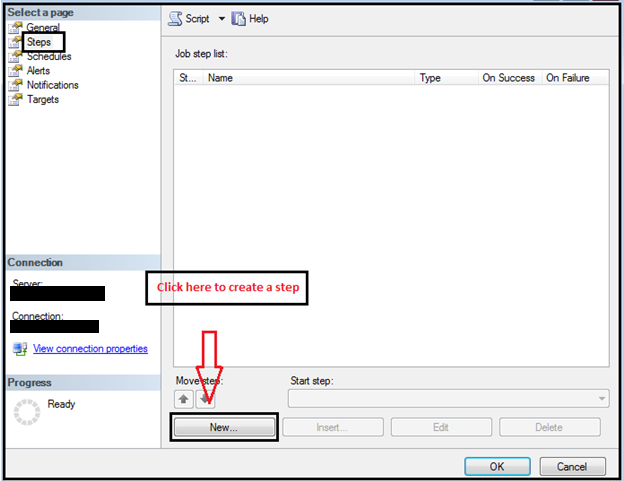 Select a page
General
Steps
Schedules
Alerts
Notifications
Targets
Connection
Server:
Connection:
View connection properties
Progress
Ready
Script Help
Job step list:
St... Name Type On Success On Failure
Click here to create a step
Move step: Start step:
New... Insert... Edit Delete
OK Cancel